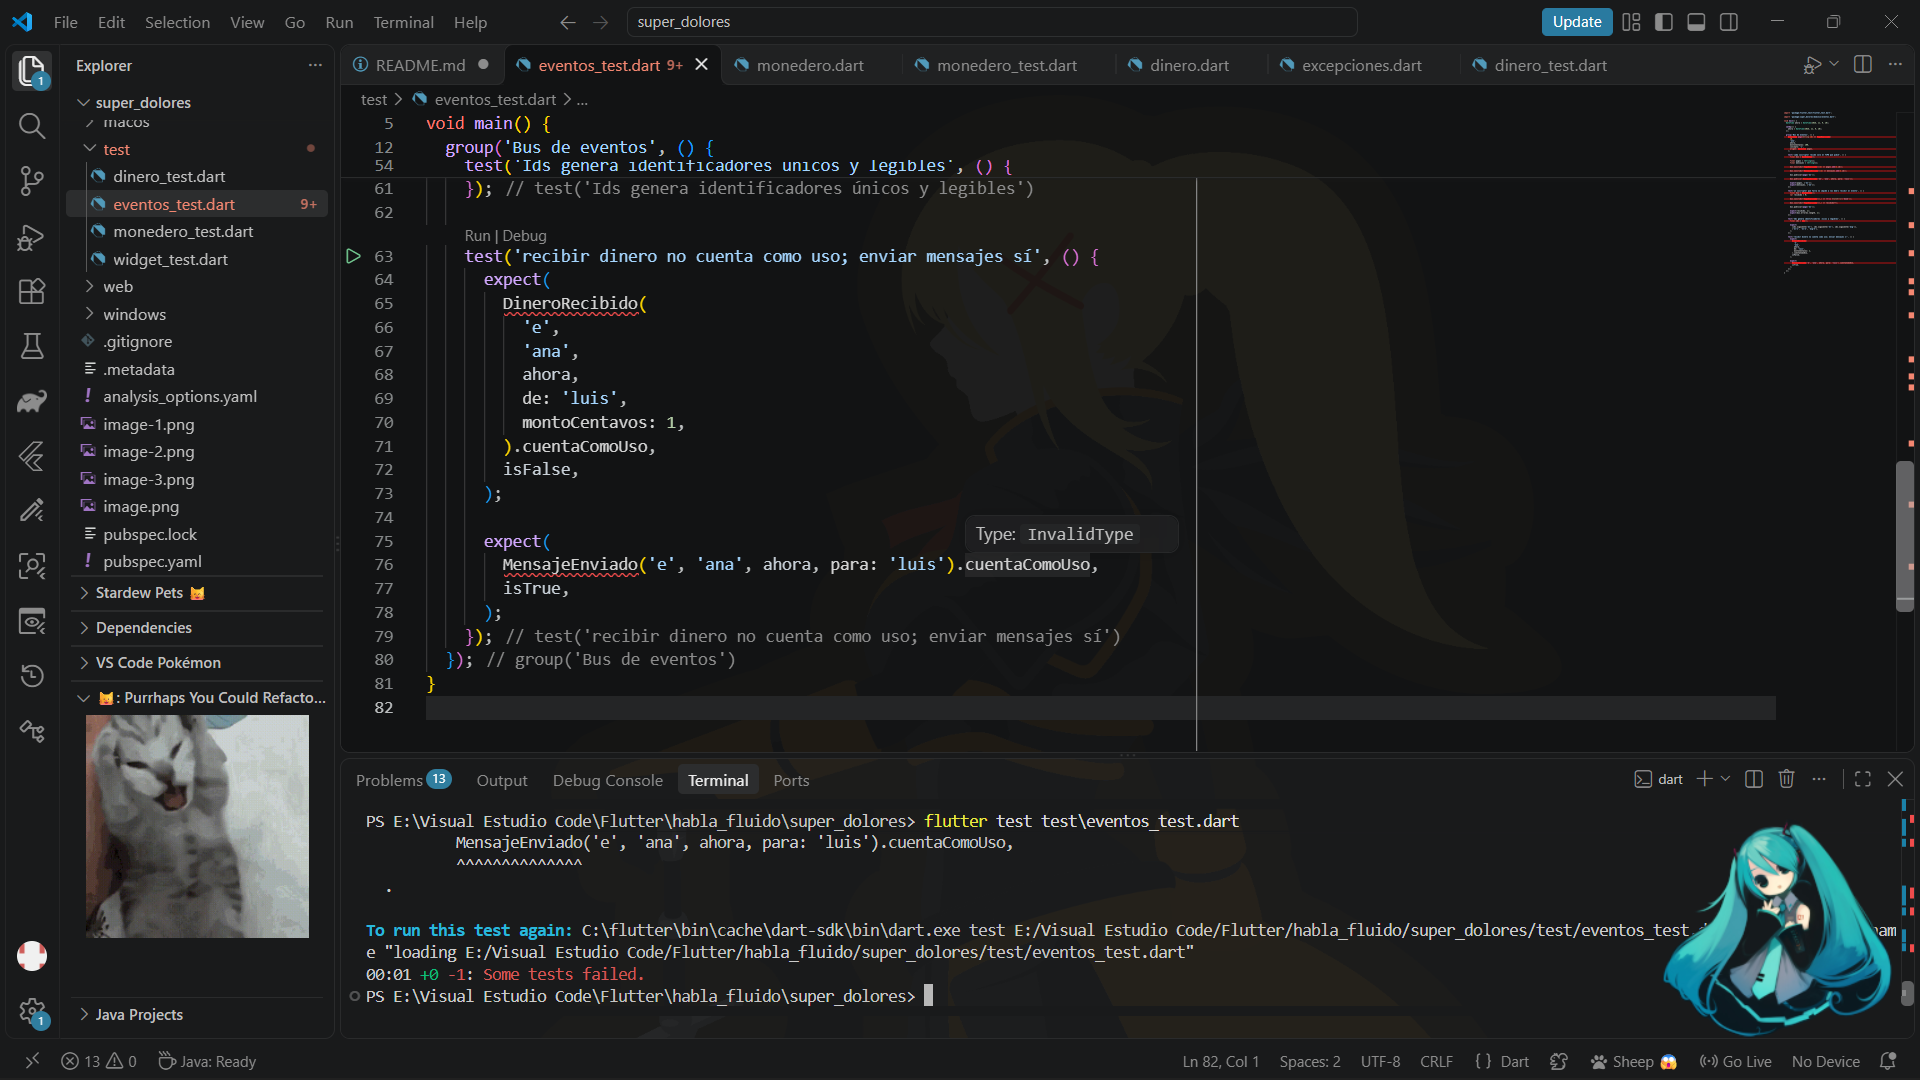 File Edit Selection View Go Run Terminal Help
super_dolores
Update
Explorer
super_dolores
macos
test
dinero_test.dart
eventos_test.dart 9+
monedero_test.dart
widget_test.dart
web
windows
.gitignore
.metadata
analysis_options.yaml
image-1.png
image-2.png
image-3.png
image.png
pubspec.lock
pubspec.yaml
Stardew Pets 🐱
Dependencies
VS Code Pokémon
🐱: Purrhaps You Could Refacto...
Java Projects
README.md
eventos_test.dart 9+
monedero.dart
monedero_test.dart
dinero.dart
excepciones.dart
dinero_test.dart
test > eventos_test.dart > ...
5 void main() {
12 group('Bus de eventos', () {
54 test('Ids genera identificadores únicos y legibles', () {
61 }); // test('Ids genera identificadores únicos y legibles')
62
Run | Debug
63 test('recibir dinero no cuenta como uso; enviar mensajes sí', () {
64 expect(
65 DineroRecibido(
66 'e',
67 'ana',
68 ahora,
69 de: 'luis',
70 montoCentavos: 1,
71 ).cuentaComoUso,
72 isFalse,
73 );
74
Type: InvalidType
75 expect(
76 MensajeEnviado('e', 'ana', ahora, para: 'luis').cuentaComoUso,
77 isTrue,
78 );
79 }); // test('recibir dinero no cuenta como uso; enviar mensajes sí')
80 }); // group('Bus de eventos')
81 }
82
Problems 13 Output Debug Console Terminal Ports
dart
PS E:\Visual Estudio Code\Flutter\habla_fluido\super_dolores> flutter test test\eventos_test.dart
MensajeEnviado('e', 'ana', ahora, para: 'luis').cuentaComoUso,
^^^^^^^^^^^^^^
.
To run this test again: C:\flutter\bin\cache\dart-sdk\bin\dart.exe test E:/Visual Estudio Code/Flutter/habla_fluido/super_dolores/test/eventos_test
e "loading E:/Visual Estudio Code/Flutter/habla_fluido/super_dolores/test/eventos_test.dart"
00:01 +0 -1: Some tests failed.
PS E:\Visual Estudio Code\Flutter\habla_fluido\super_dolores>
1
1
13 0 Java: Ready
Ln 82, Col 1 Spaces: 2 UTF-8 CRLF { } Dart Sheep 😱 Go Live No Device